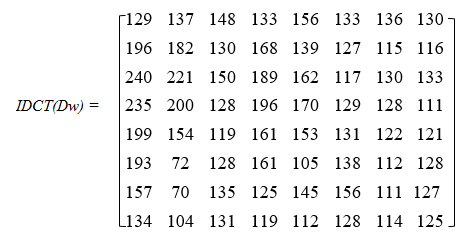 129 137 148 133 156 133 136 130
196 182 130 168 139 127 115 116
240 221 150 189 162 117 130 133
IDCT(Dw) = 235 200 128 196 170 129 128 111
199 154 119 161 153 131 122 121
193 72 128 161 105 138 112 128
157 70 135 125 145 156 111 127
134 104 131 119 112 128 114 125